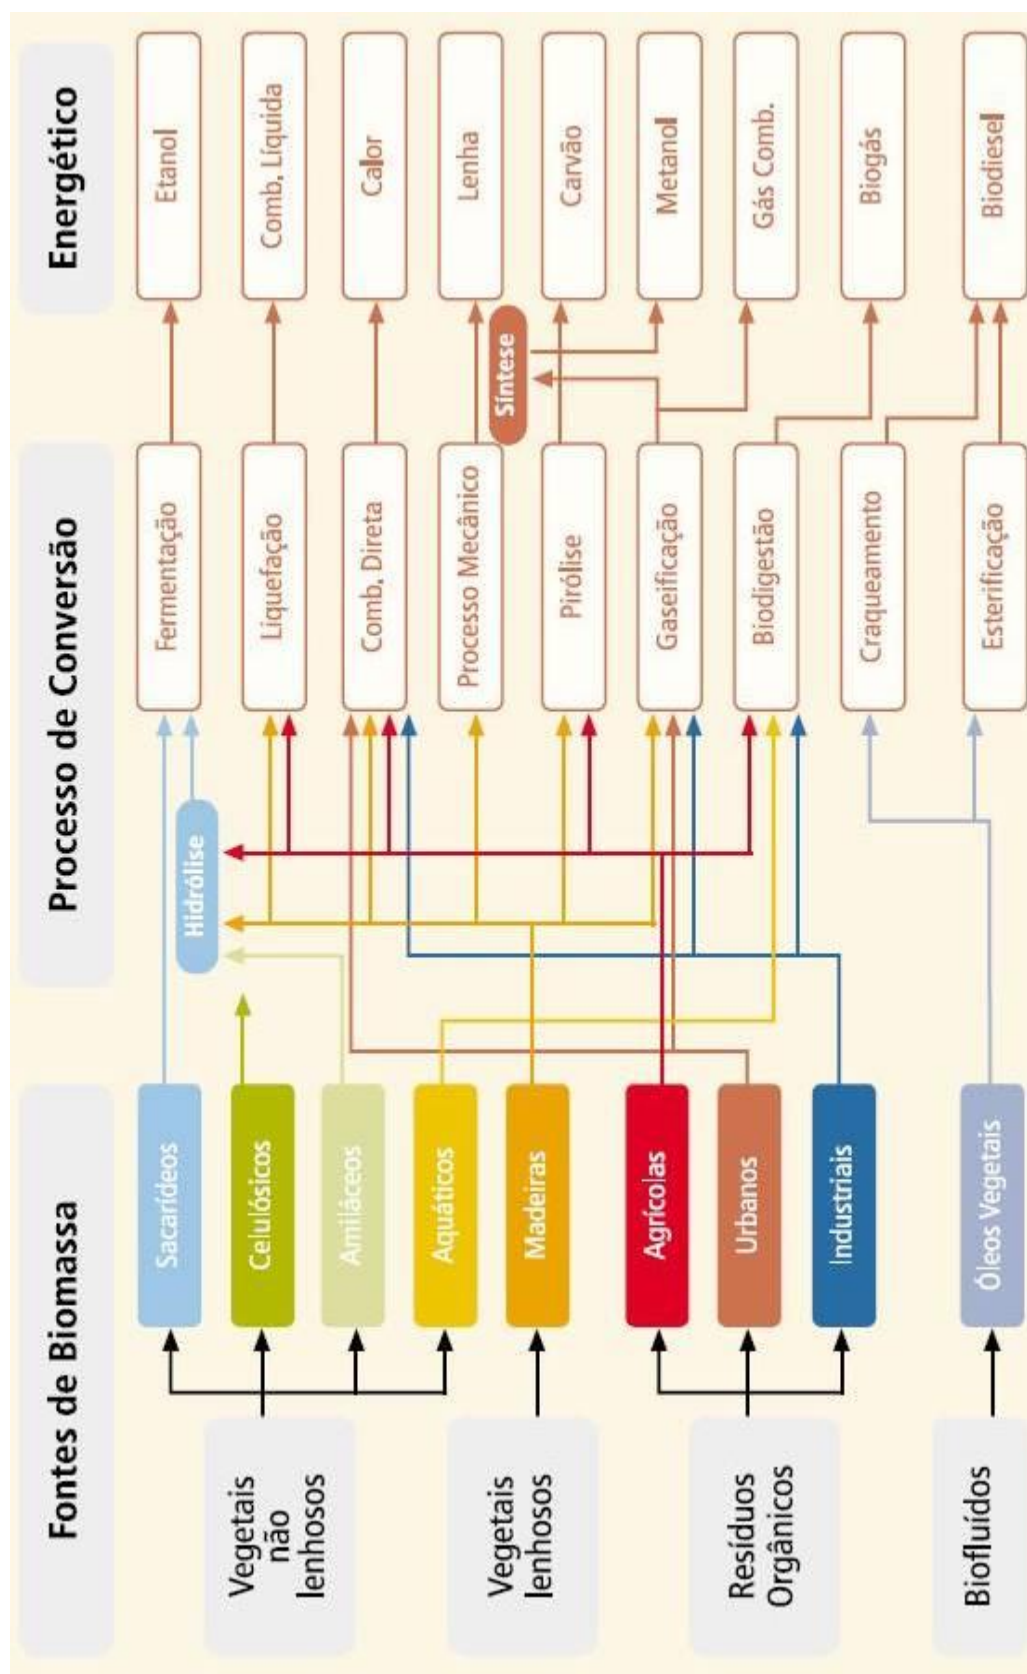 Fontes de Biomassa
Processo de Conversão
Energético
Vegetais
não
lenhosos
Vegetais
lenhosos
Resíduos
Orgânicos
Biofluídos
Sacarídeos
Celulósicos
Amiláceos
Aquáticos
Madeiras
Agrícolas
Urbanos
Industriais
Óleos Vegetais
Hidrólise
Fermentação
Liquefação
Comb. Direta
Processo Mecânico
Pirólise
Gaseificação
Biodigestão
Craqueamento
Esterificação
Síntese
Etanol
Comb. Líquida
Calor
Lenha
Carvão
Metanol
Gás Comb.
Biogás
Biodiesel